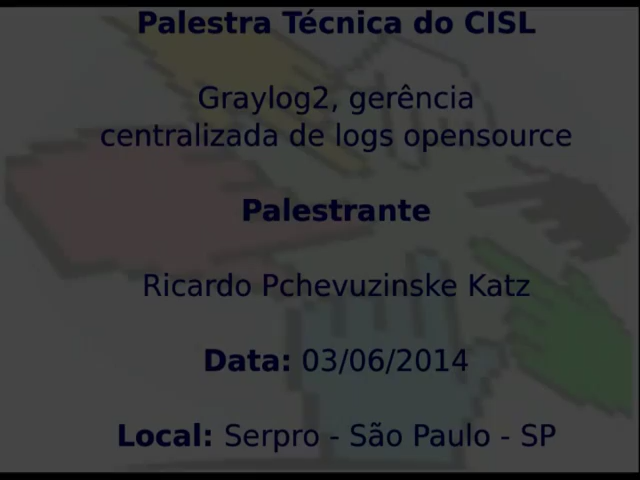 Palestra Técnica do CISL
Graylog2, gerência
centralizada de logs opensource
Palestrante
Ricardo Pchevuzinske Katz
Data: 03/06/2014
Local: Serpro - São Paulo - SP